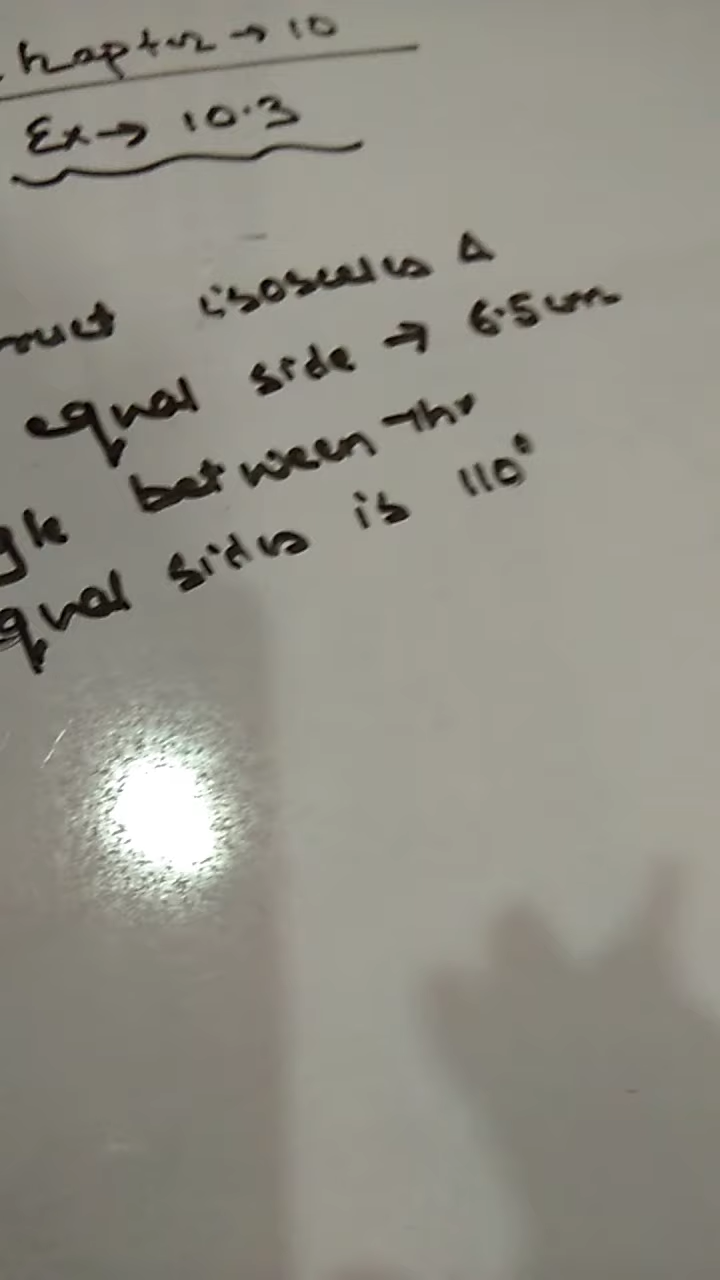 hapter → 10
Ex → 10.3
ruct isosceles Δ
equal side → 6.5 cm
gle between the
qual sides is 110°